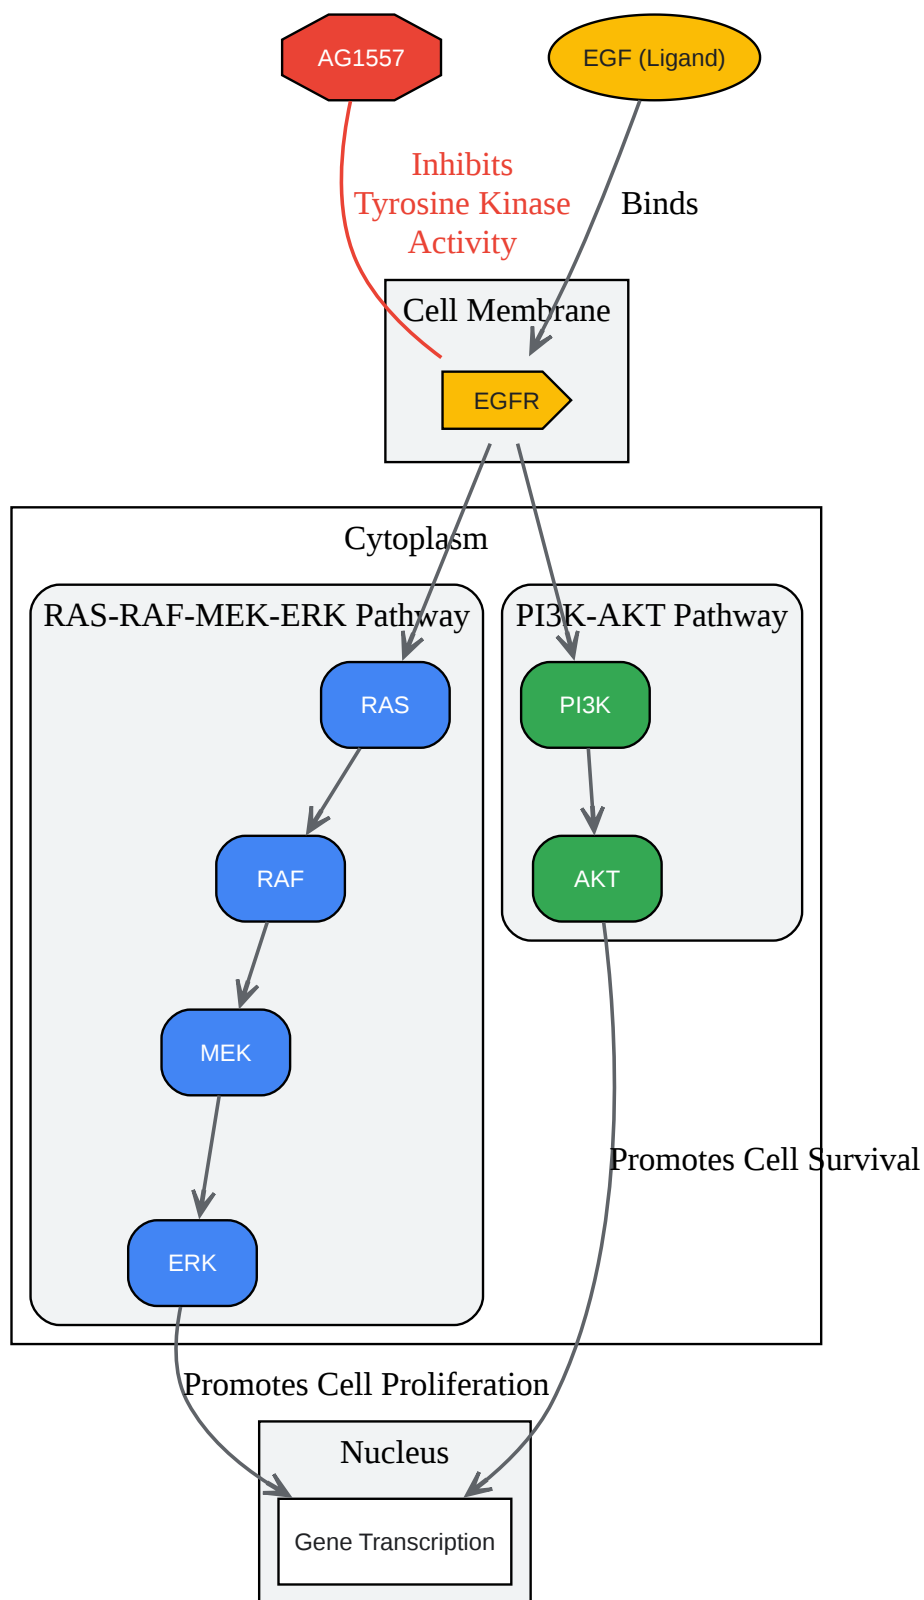 AG1557
EGF (Ligand)
Inhibits
Tyrosine Kinase
Activity
Binds
Cell Membrane
EGFR
Cytoplasm
RAS-RAF-MEK-ERK Pathway
PI3K-AKT Pathway
RAS
PI3K
RAF
AKT
MEK
Promotes Cell Survival
ERK
Promotes Cell Proliferation
Nucleus
Gene Transcription